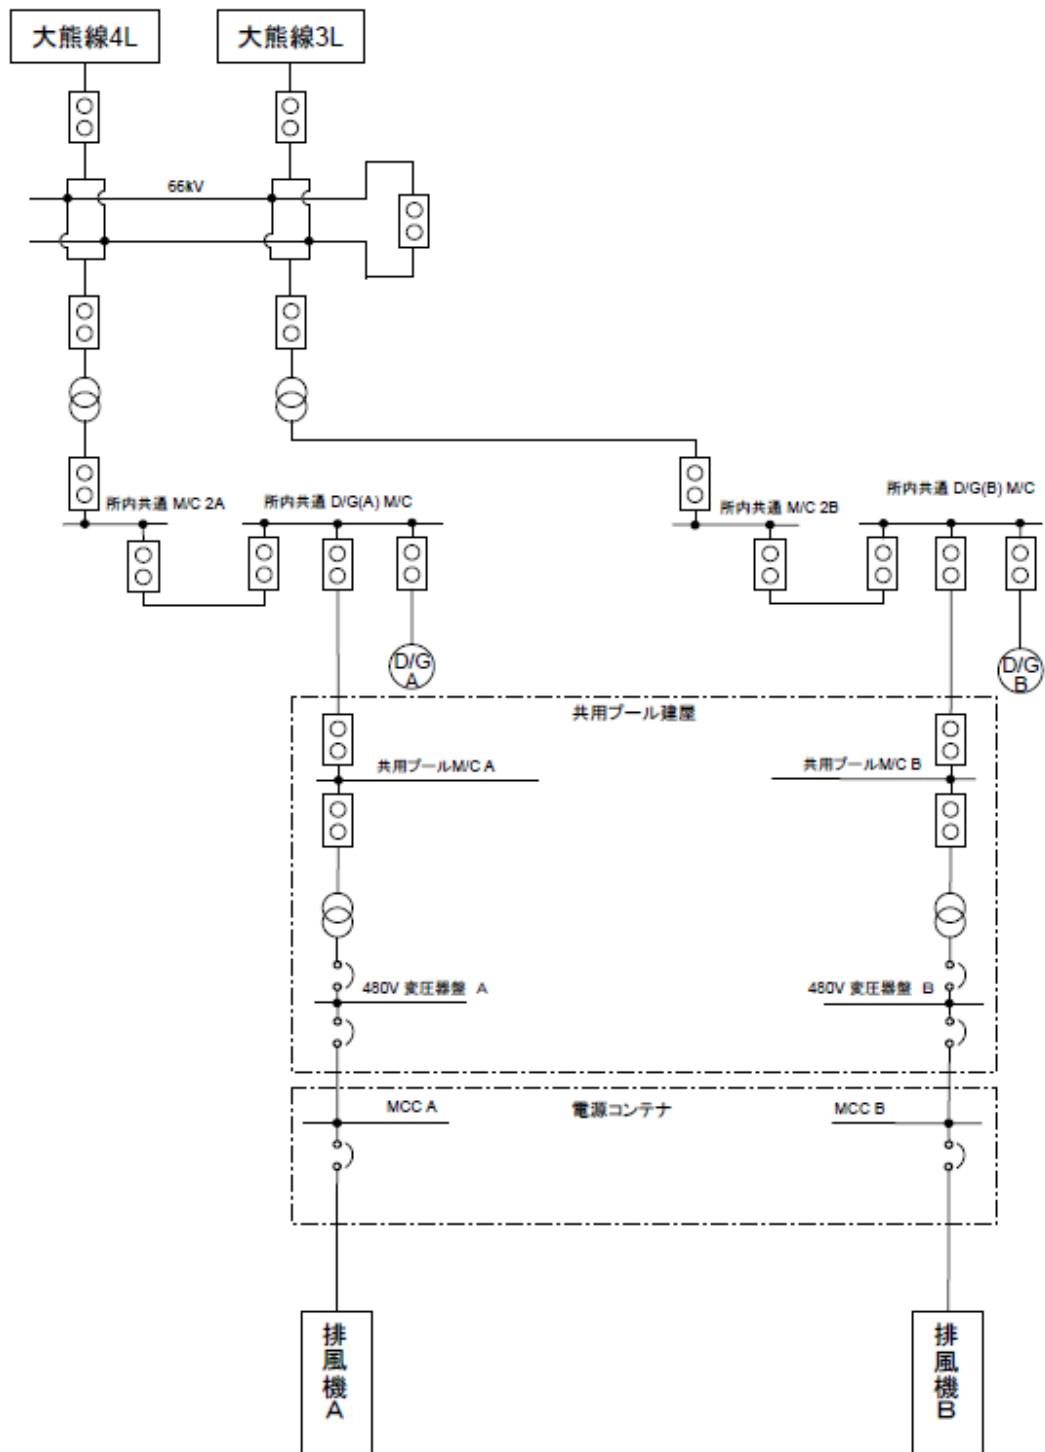 大熊線4L
大熊線3L
66kV
所内共通 M/C 2A
所内共通 D/G(A) M/C
所内共通 M/C 2B
所内共通 D/G(B) M/C
D/G
A
D/G
B
共用プール建屋
共用プールM/C A
共用プールM/C B
480V 変圧器盤 A
480V 変圧器盤 B
MCC A
電源コンテナ
MCC B
排風機A
排風機B